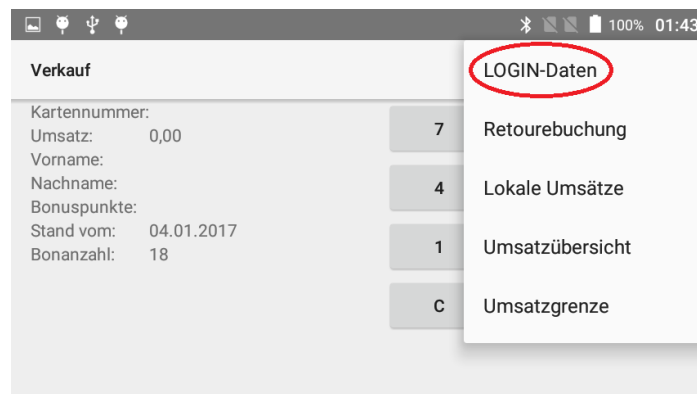 100% 01:43
Verkauf
LOGIN-Daten
Kartennummer:
Umsatz: 0,00
Vorname:
Nachname:
Bonuspunkte:
Stand vom: 04.01.2017
Bonanzahl: 18
7
4
1
C
Retourebuchung
Lokale Umsätze
Umsatzübersicht
Umsatzgrenze